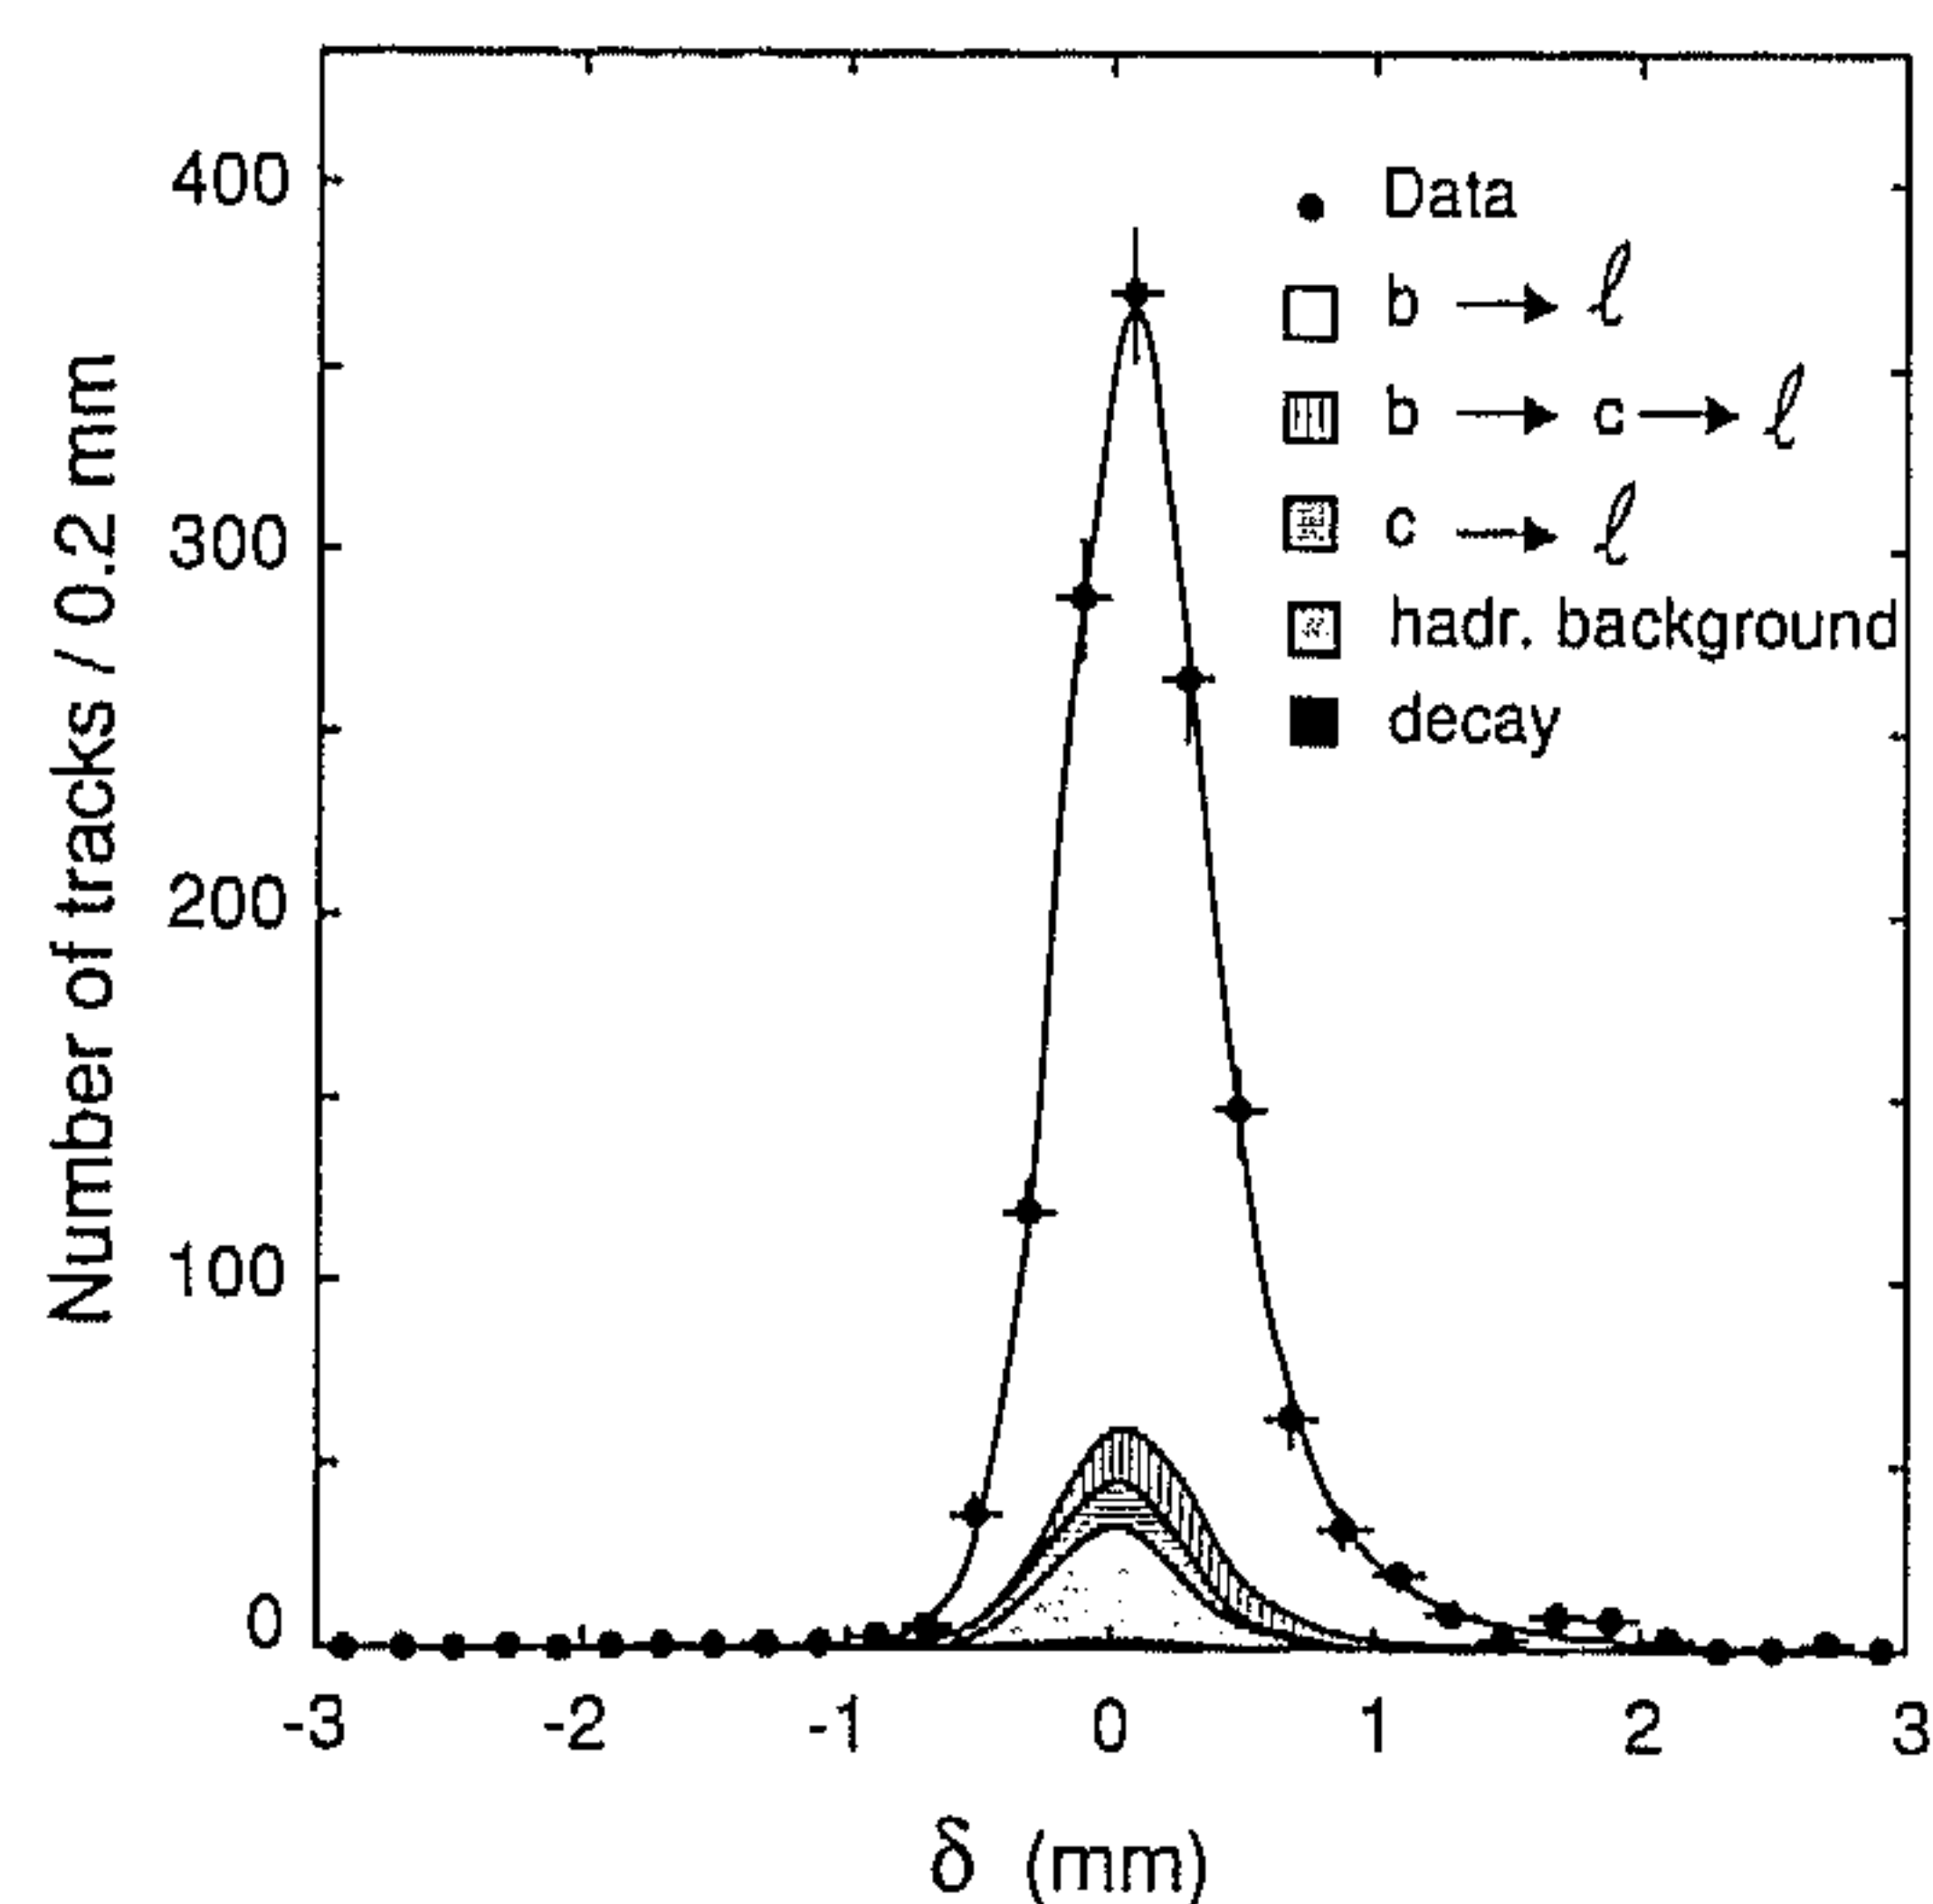 Number of tracks / 0.2 mm
400
300
200
100
0
-3 -2 -1 0 1 2 3
δ (mm)
Data
b → ℓ
b → c → ℓ
c → ℓ
hadr. background
decay